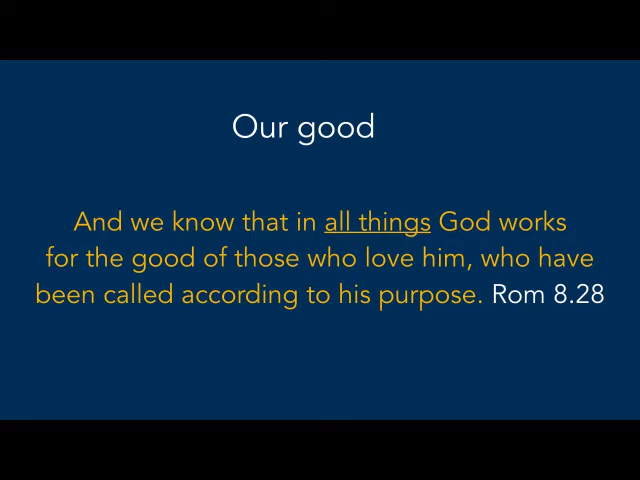 Our good
And we know that in all things God works
for the good of those who love him, who have
been called according to his purpose. Rom 8.28